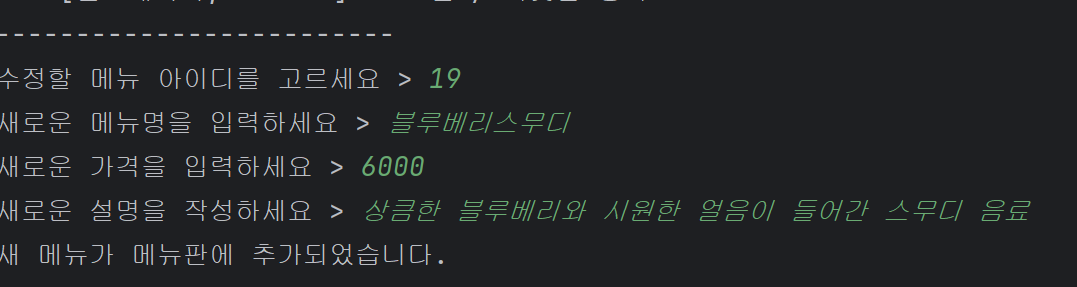 -------------------------
수정할 메뉴 아이디를 고르세요 > 19
새로운 메뉴명을 입력하세요 > 블루베리스무디
새로운 가격을 입력하세요 > 6000
새로운 설명을 작성하세요 > 상큼한 블루베리와 시원한 얼음이 들어간 스무디 음료
새 메뉴가 메뉴판에 추가되었습니다.